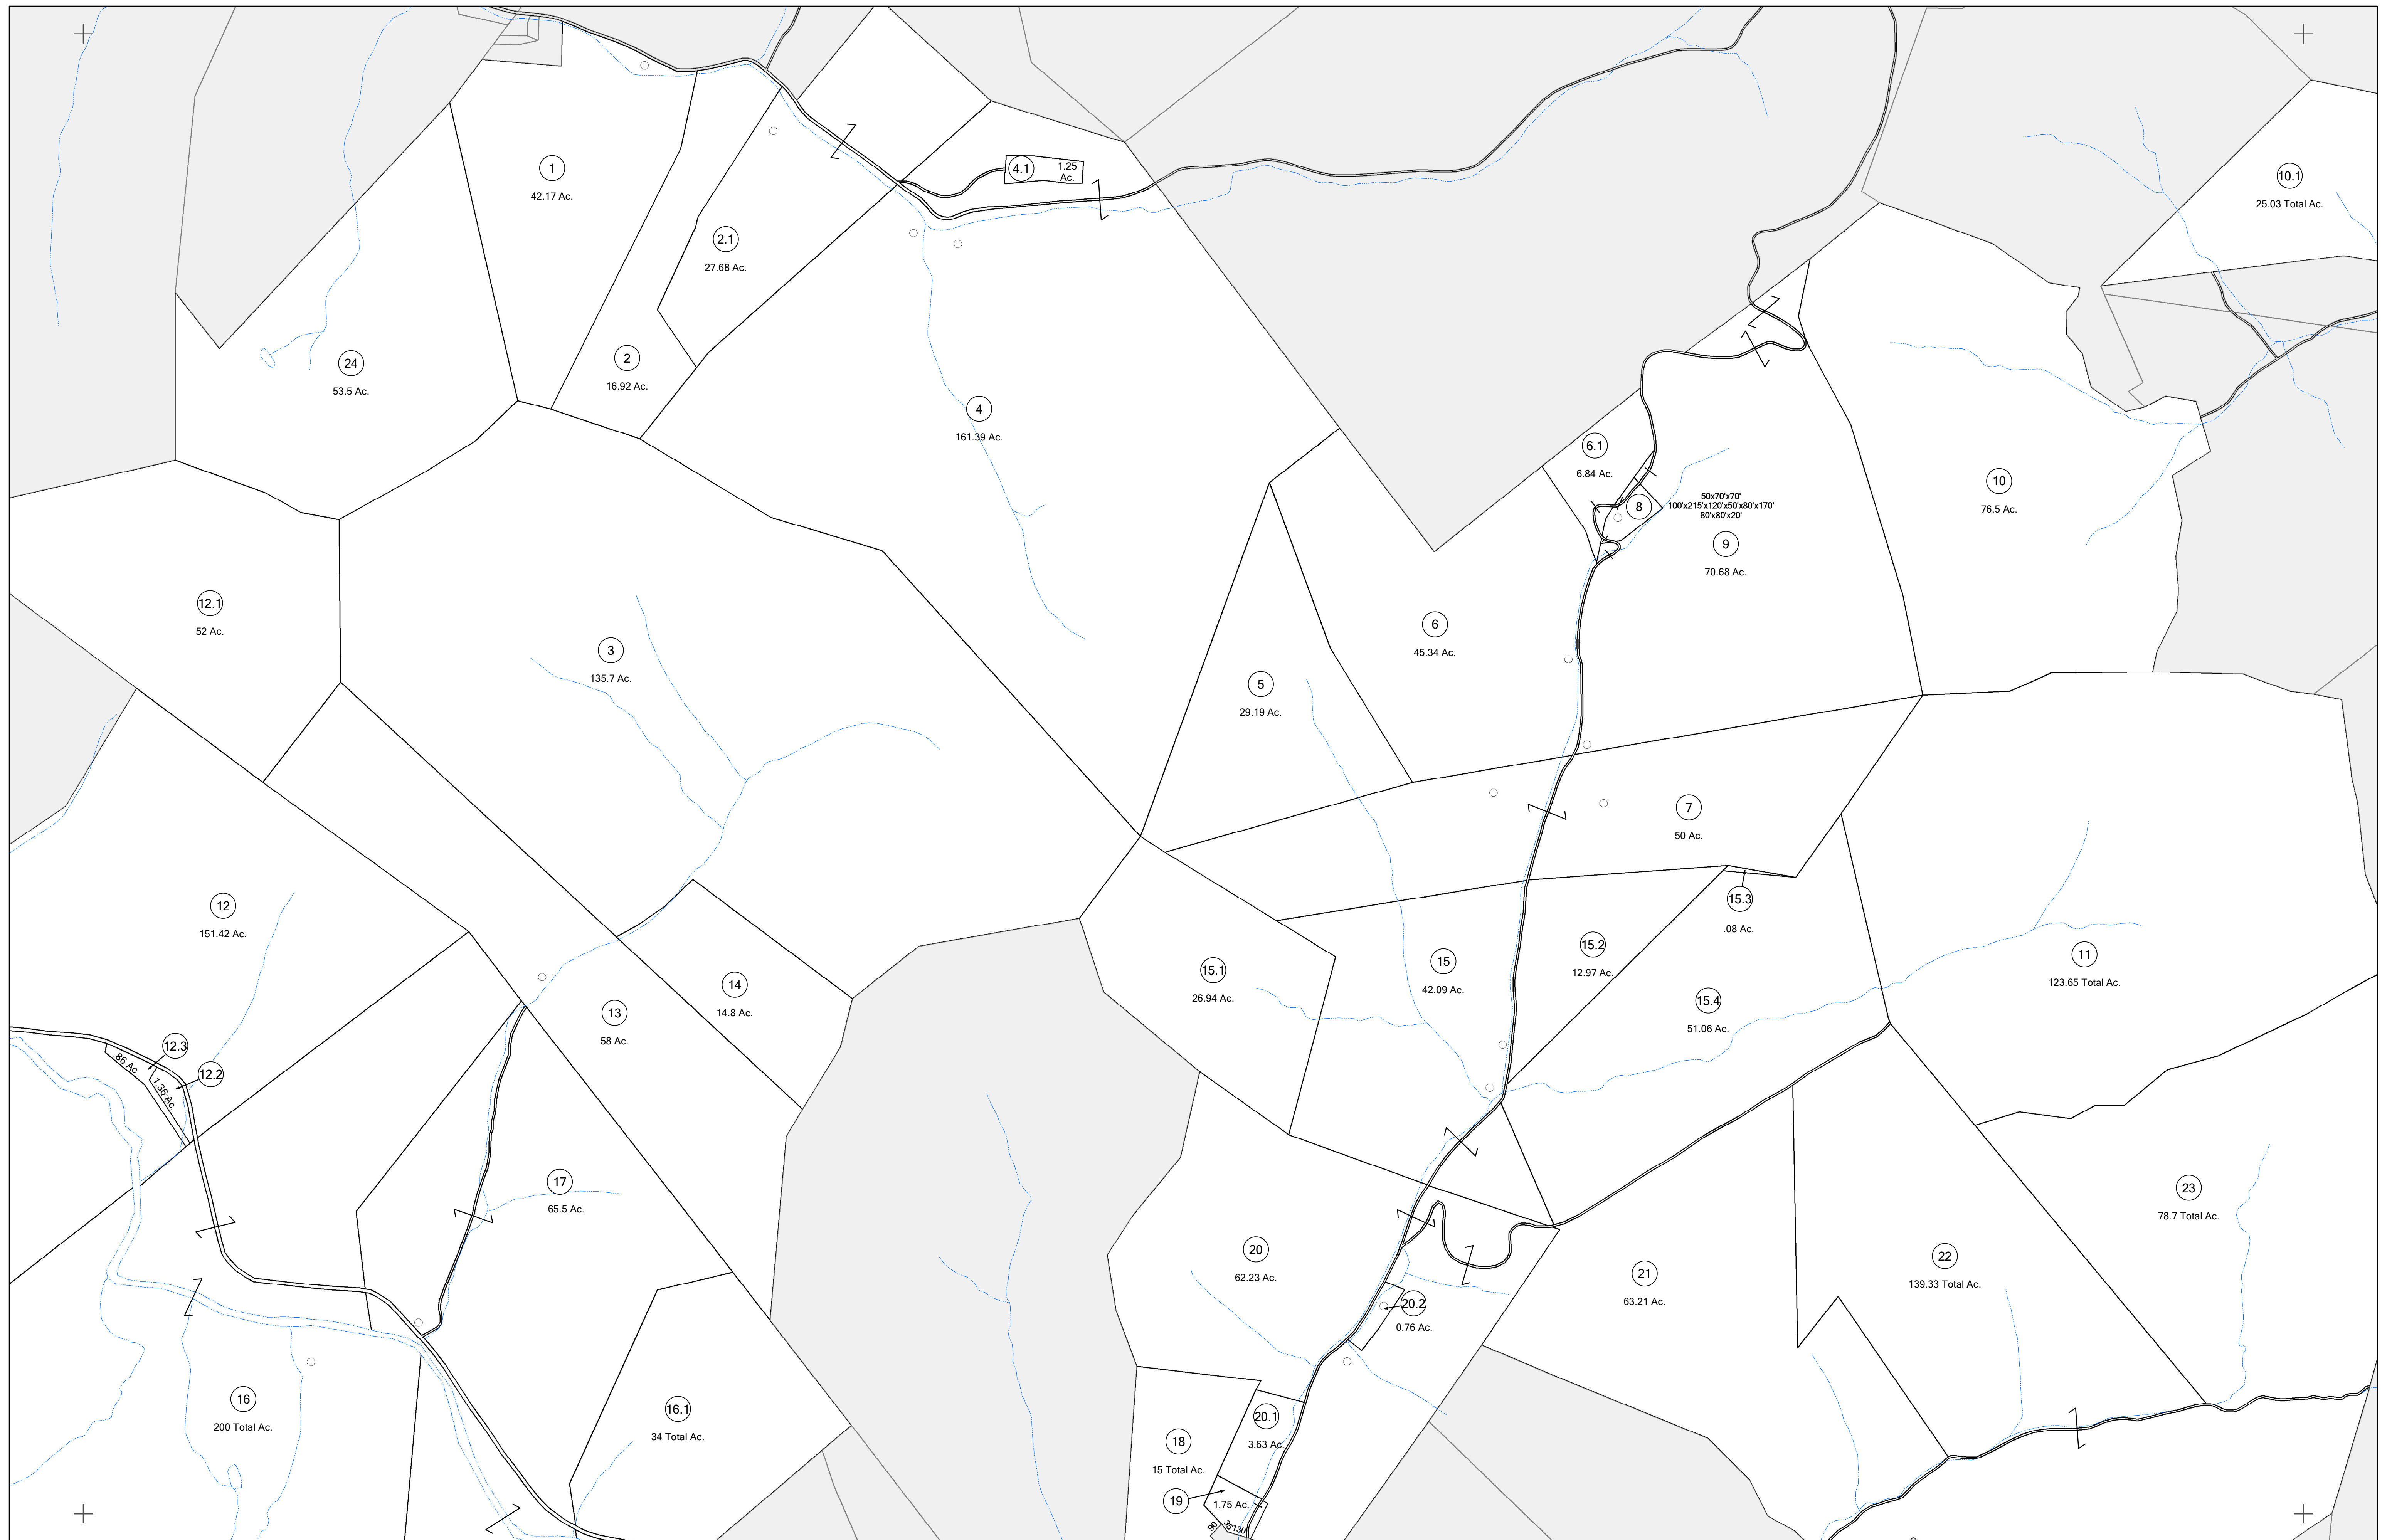 1
42.17 Ac.
4.1
1.25
Ac.
10.1
25.03 Total Ac.
2.1
27.68 Ac.
24
53.5 Ac.
2
16.92 Ac.
4
161.39 Ac.
6.1
6.84 Ac.
8
50x70'x70'
100'x215'x120'x50'x80'x170'
80'x80'x20'
10
76.5 Ac.
9
70.68 Ac.
12.1
52 Ac.
3
135.7 Ac.
6
45.34 Ac.
5
29.19 Ac.
7
50 Ac.
12
151.42 Ac.
15.3
.08 Ac.
15.2
12.97 Ac.
15
42.09 Ac.
15.1
26.94 Ac.
11
123.65 Total Ac.
14
14.8 Ac.
13
58 Ac.
15.4
51.06 Ac.
12.3
.86 Ac.
12.2
1.36 Ac.
17
65.5 Ac.
23
78.7 Total Ac.
20
62.23 Ac.
22
139.33 Total Ac.
21
63.21 Ac.
20.2
0.76 Ac.
16
200 Total Ac.
16.1
34 Total Ac.
20.1
3.63 Ac.
18
15 Total Ac.
19
1.75 Ac.
90
35'130